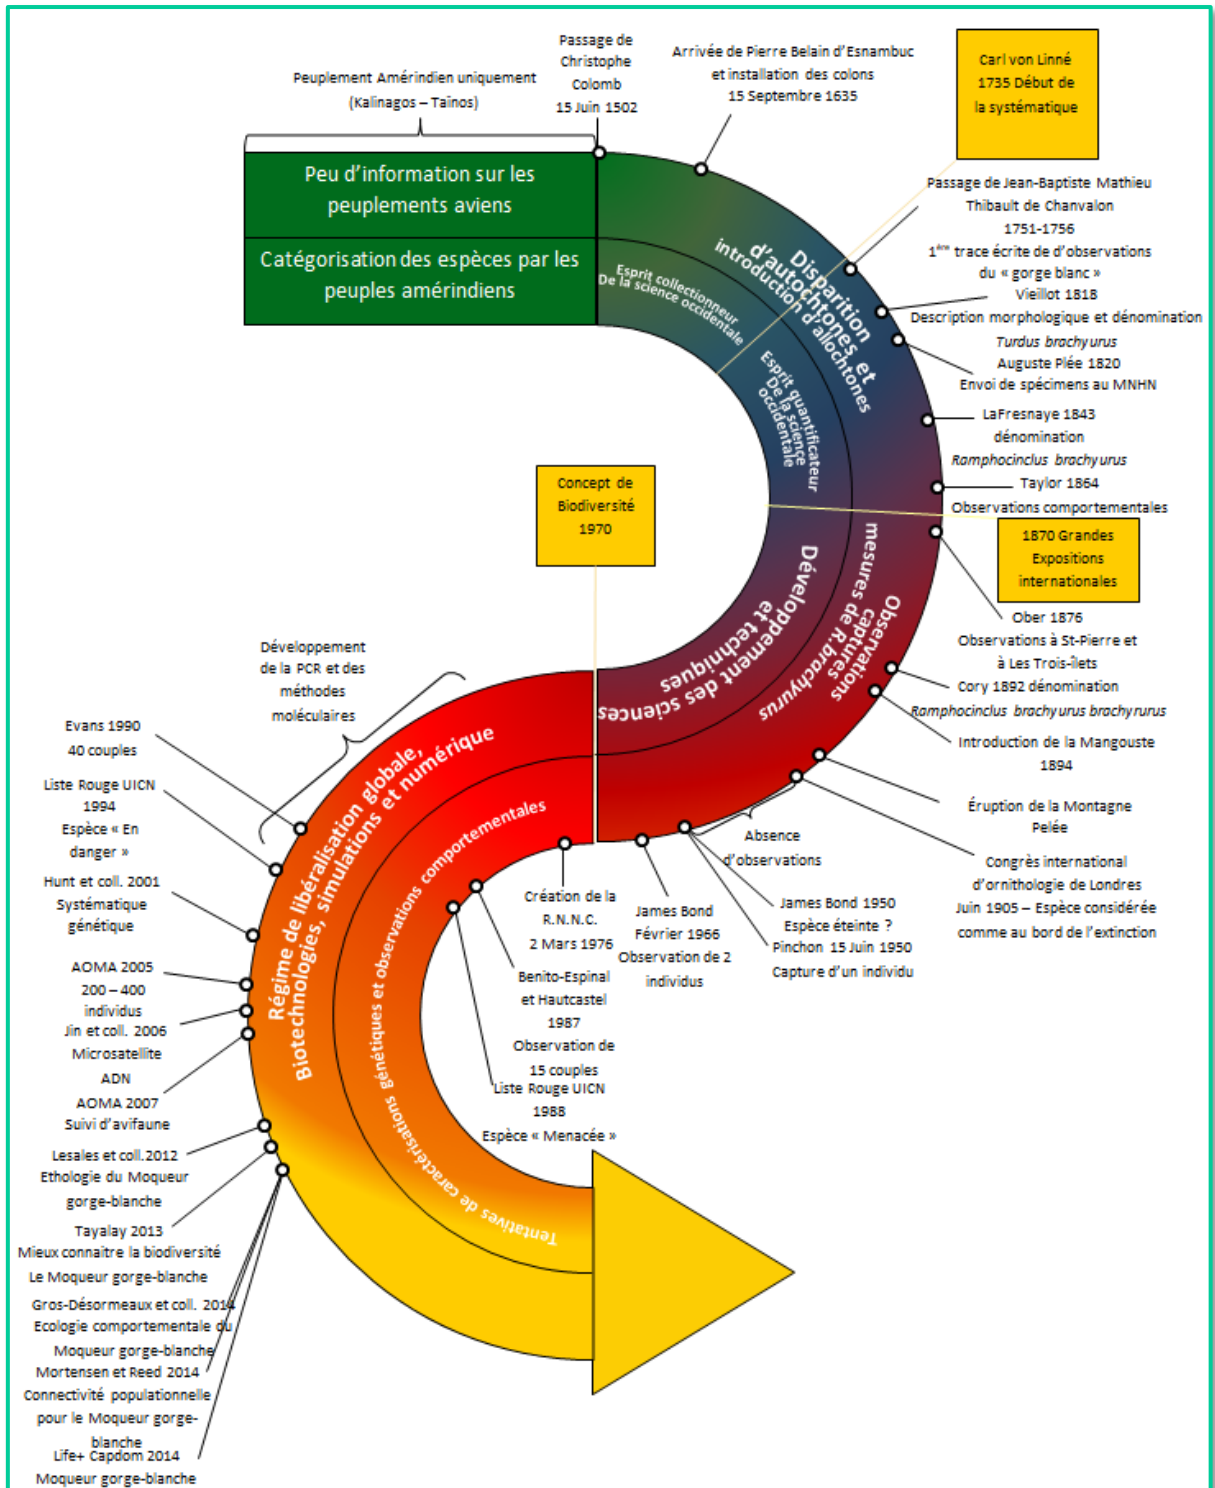 Peuplement Amérindien uniquement
(Kalinagos – Taïnos)
Passage de
Christophe
Colomb
15 Juin 1502
Arrivée de Pierre Belain d’Esnambuc
et installation des colons
15 Septembre 1635
Carl von Linné
1735 Début de
la systématique
Peu d’information sur les
peuplements aviens
Catégorisation des espèces par les
peuples amérindiens
Disparition
d’autochtones et
introduction d’allochtones
Esprit collectionneur
De la science occidentale
Esprit quantificateur
De la science
occidentale
Passage de Jean-Baptiste Mathieu
Thibault de Chanvalon
1751-1756
1ère trace écrite de d’observations
du « gorge blanc »
Vieillot 1818
Description morphologique et dénomination
Turdus brachyurus
Auguste Plée 1820
Envoi de spécimens au MNHN
LaFresnaye 1843
dénomination
Ramphocinclus brachyurus
Taylor 1864
Observations comportementales
1870 Grandes
Expositions
internationales
Ober 1876
Observations à St-Pierre et
à Les Trois-îlets
Cory 1892 dénomination
Ramphocinclus brachyurus brachyrurus
Introduction de la Mangouste
1894
Éruption de la Montagne
Pelée
Congrès international
d’ornithologie de Londres
Juin 1905 – Espèce considérée
comme au bord de l’extinction
Développement des sciences
et techniques
Observations
captures
mesures de R.brachyurus
Absence
d’observations
James Bond 1950
Espèce éteinte ?
Pinchon 15 Juin 1950
Capture d’un individu
James Bond
Février 1966
Observation de 2
individus
Concept de
Biodiversité
1970
Création de la
R.N.N.C.
2 Mars 1976
Benito-Espinal
et Hautcastel
1987
Observation de
15 couples
Liste Rouge UICN
1988
Espèce « Menacée »
Régime de libéralisation globale,
Biotechnologies, simulations et numérique
Tentatives de caractérisations génétiques et observations comportementales
Développement
de la PCR et des
méthodes
moléculaires
Evans 1990
40 couples
Liste Rouge UICN
1994
Espèce « En
danger »
Hunt et coll. 2001
Systématique
génétique
AOMA 2005
200 – 400
individus
Jin et coll. 2006
Microsatellite
ADN
AOMA 2007
Suivi d’avifaune
Lesales et coll.2012
Ethologie du Moqueur
gorge-blanche
Tayalay 2013
Mieux connaitre la biodiversité
Le Moqueur gorge-blanche
Gros-Désormeaux et coll. 2014
Ecologie comportementale du
Moqueur gorge-blanche
Mortensen et Reed 2014
Connectivité populationnelle
pour le Moqueur gorge-
blanche
Life+ Capdom 2014
Moqueur gorge-blanche